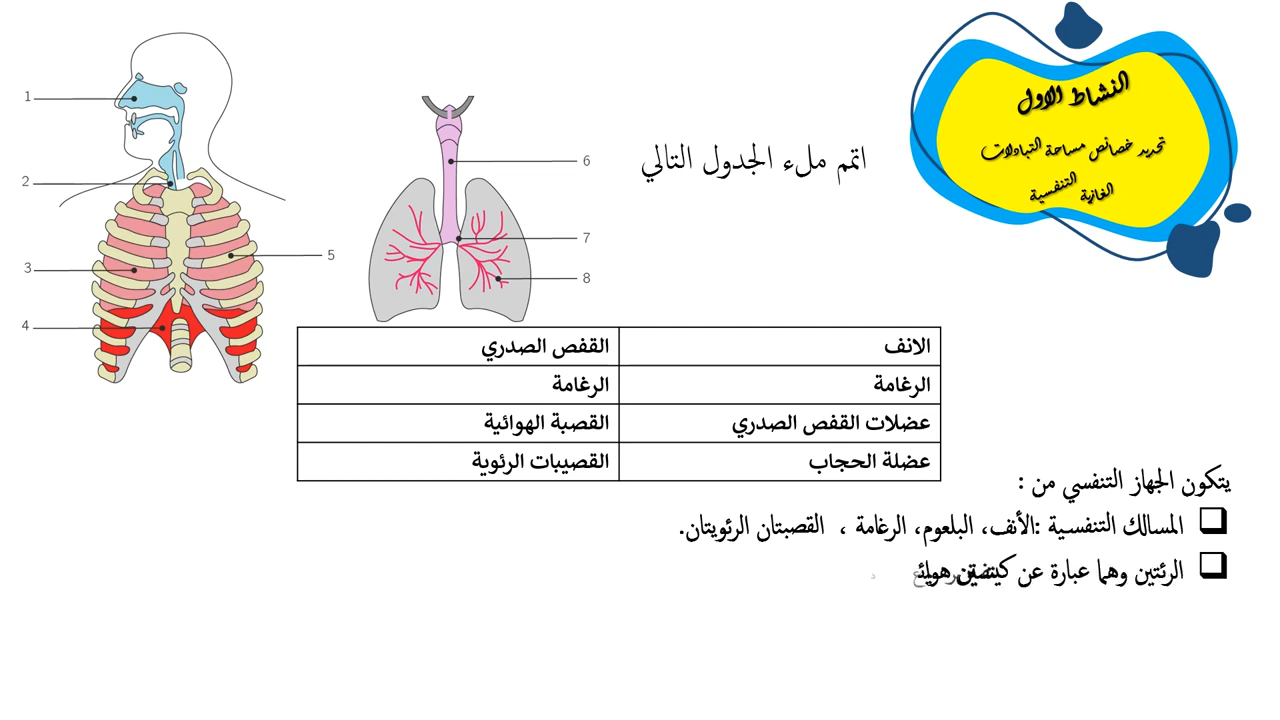 النشاط الاول
تحديد خصائص مساحة التبادلات
الغازية التنفسية
اتمم ملء الجدول التالي
1
2
3
4
5
6
7
8
الانف
القفص الصدري
الرغامة
الرغامة
عضلات القفص الصدري
القصبة الهوائية
عضلة الحجاب
القصيبات الرئوية
يتكون الجهاز التنفسي من :
المسالك التنفسية :الأنف، البلعوم، الرغامة ، القصبتان الرئويتان.
الرئتين وهما عبارة عن